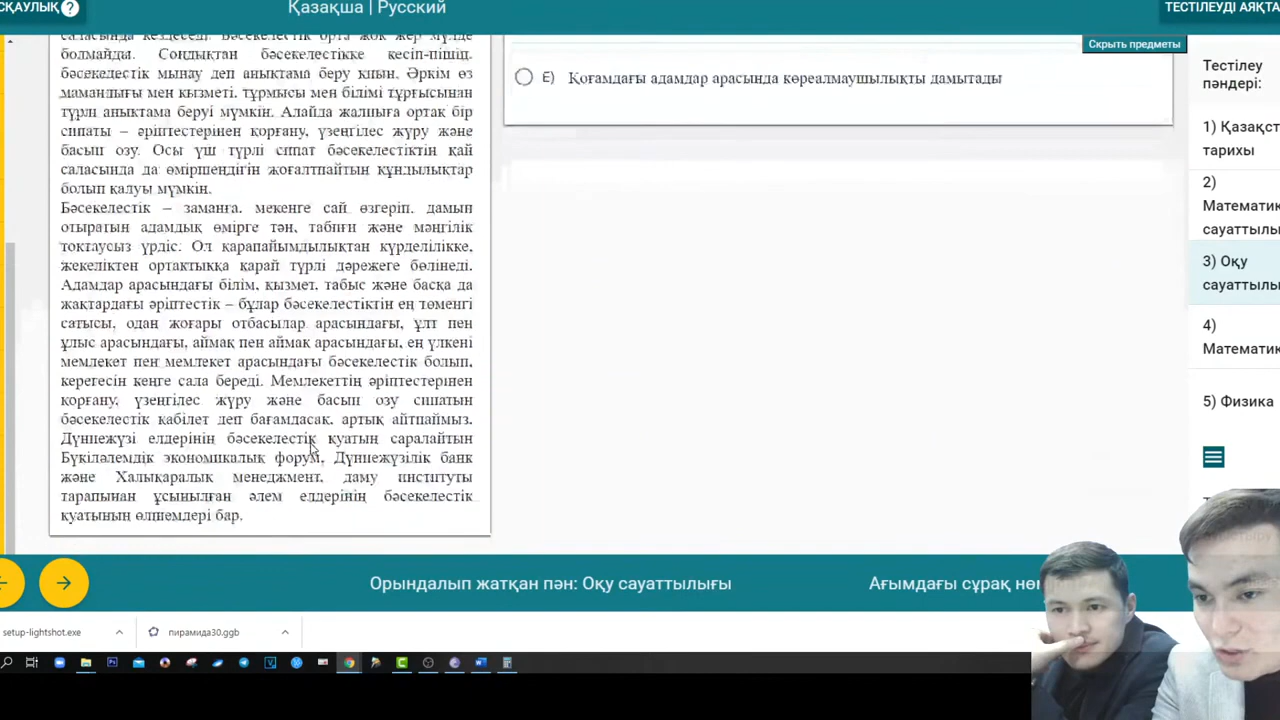 СҚАУЛЫҚ ?
Қазақша | Русский
ТЕСТІЛЕУДІ АЯҚТА
саласында кездеседі. Бәсекелестік орта жоқ жер мүлде
болмайды. Сондықтан бәсекелестікке кесіп-пішіп,
бәсекедестік мынау деп анықтама беру қиын. Әркім өз
мамандығы мен қызметі, тұрмысы мен білімі тұрғысынан
түрлі анықтама беруі мүмкін. Алайда жалпыға ортақ бір
сипаты – әріптестерінен қорғану, үзеңгілес жүру және
басып озу. Осы үш түрлі сипат бәсекелестіктің қай
саласында да өміршеңдігін жоғалтпайтын құндылықтар
болып қалуы мүмкін.
Бәсекелестік – заманға, мекенге сай өзгеріп, дамып
отыратын адамдық өмірге тән, табиғи және мәңгілік
тоқтаусыз үрдіс. Ол қарапайымдылықтан күрделілікке,
жекеліктен ортақтыққа қарай түрлі дәрежеге бөлінеді.
Адамдар арасындағы білім, қызмет, табыс және басқа да
жақтардағы әріптестік – бұлар бәсекелестіктің ең төменгі
сатысы, одан жоғары отбасылар арасындағы, ұлт пен
ұлыс арасындағы, аймақ пен аймақ арасындағы, ең үлкені
мемлекет пен мемлекет арасындағы бәсекелестік болып,
керегесін кеңге сала береді. Мемлекеттің әріптестерінен
қорғану, үзеңгілес жүру және басып озу сипатын
бәсекелестік қабілет деп бағамдасақ, артық айтпаймыз.
Дүниежүзі елдерінің бәсекелестік қуатын саралайтын
Бүкіләлемдік экономикалық форум, Дүниежүзілік банк
және Халықаралық менеджмент, даму институты
тарапынан ұсынылған әлем елдерінің бәсекелестік
қуатының өлшемдері бар.
E) Қоғамдағы адамдар арасында көреалмаушылықты дамытады
Скрыть предметы
Тестілеу
пәндері:
1) Қазақст
тарихы
2)
Математик
сауаттылы
3) Оқу
сауаттылы
4)
Математик
5) Физика
Орындалып жатқан пән: Оқу сауаттылығы
Ағымдағы сұрақ нөм
setup-lightshot.exe
пирамида30.ggb